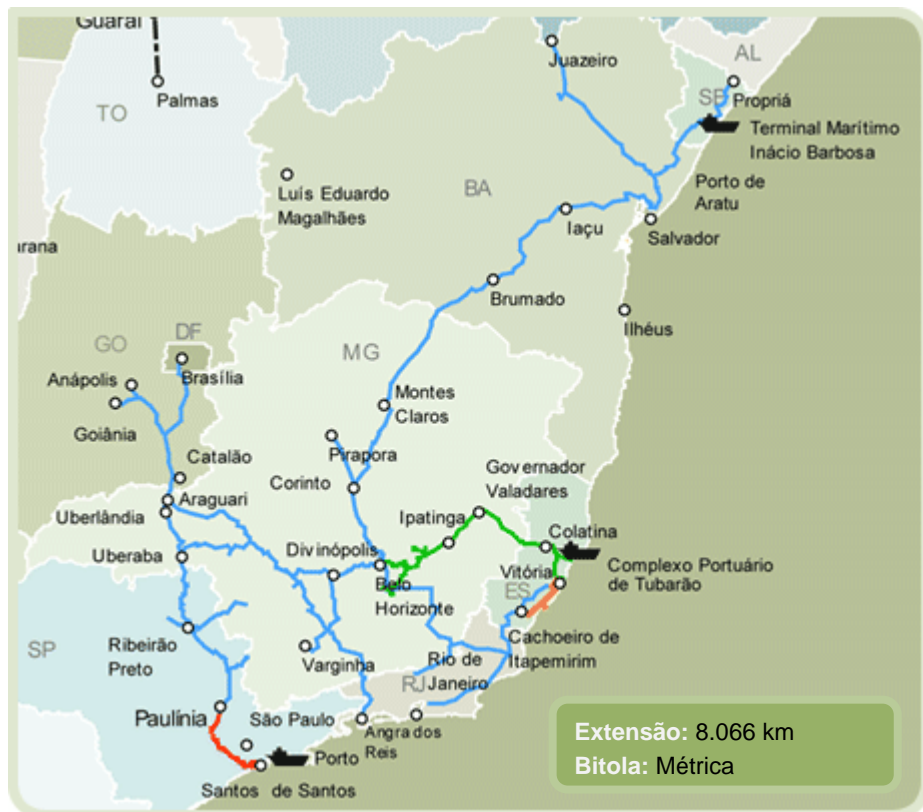 Guaraí
Palmas
TO
Juazeiro
AL
SE
Propriá
Terminal Marítimo
Inácio Barbosa
Luís Eduardo
Magalhães
BA
Porto de
Aratu
Iaçu
Salvador
arana
Brumado
Ilhéus
GO
DF
MG
Anápolis
Brasília
Goiânia
Montes
Claros
Pirapora
Catalão
Corinto
Governador
Valadares
Araguari
Uberlândia
Ipatinga
Colatina
Uberaba
Divinópolis
Belo
Horizonte
Vitória
Complexo Portuário
de Tubarão
ES
SP
Ribeirão
Preto
Varginha
Rio de
Janeiro
RJ
Cachoeiro de
Itapemirim
Paulínia
São Paulo
Angra dos
Reis
Porto
de Santos
Santos
Extensão: 8.066 km
Bitola: Métrica